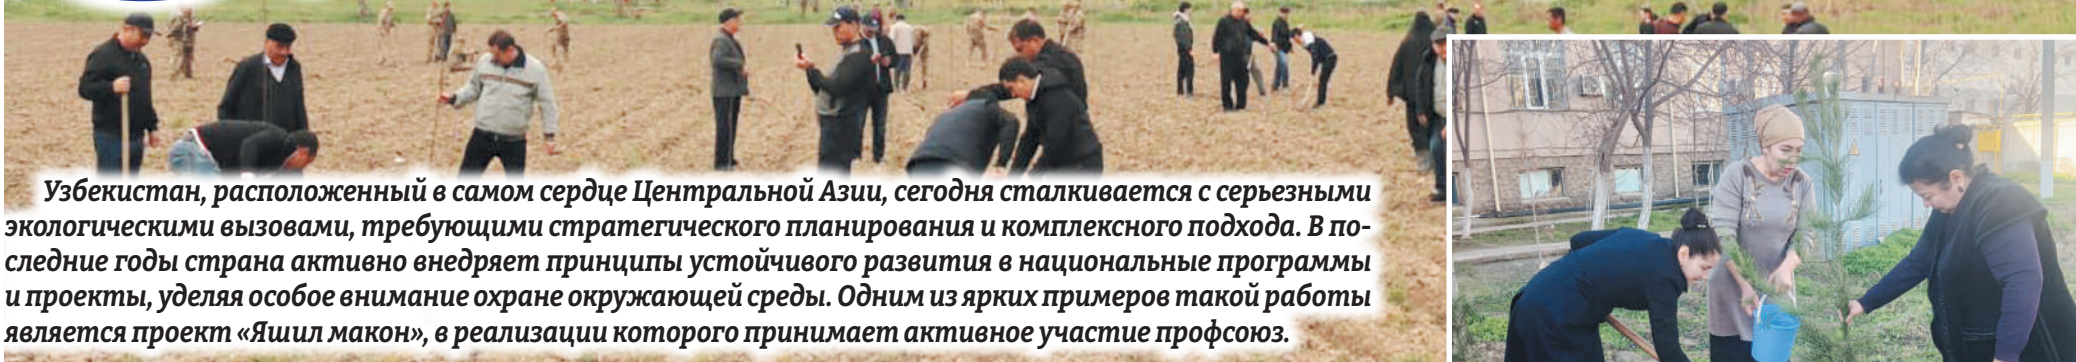 Узбекистан, расположенный в самом сердце Центральной Азии, сегодня сталкивается с серьезными
экологическими вызовами, требующими стратегического планирования и комплексного подхода. В по-
следние годы страна активно внедряет принципы устойчивого развития в национальные программы
и проекты, уделяя особое внимание охране окружающей среды. Одним из ярких примеров такой работы
является проект «Яшил макон», в реализации которого принимает активное участие профсоюз.